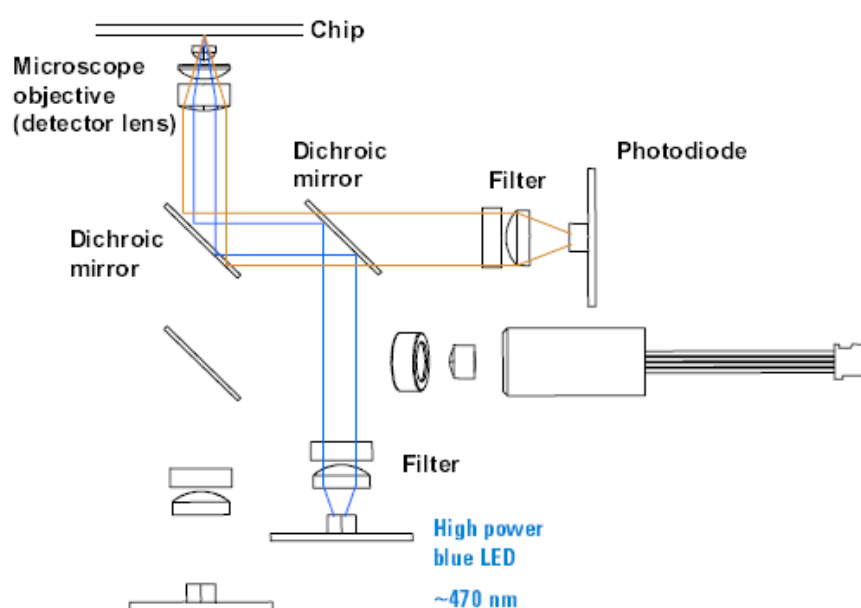 Chip
Microscope
objective
(detector lens)
Dichroic
mirror
Photodiode
Filter
Dichroic
mirror
Filter
High power
blue LED
~470 nm